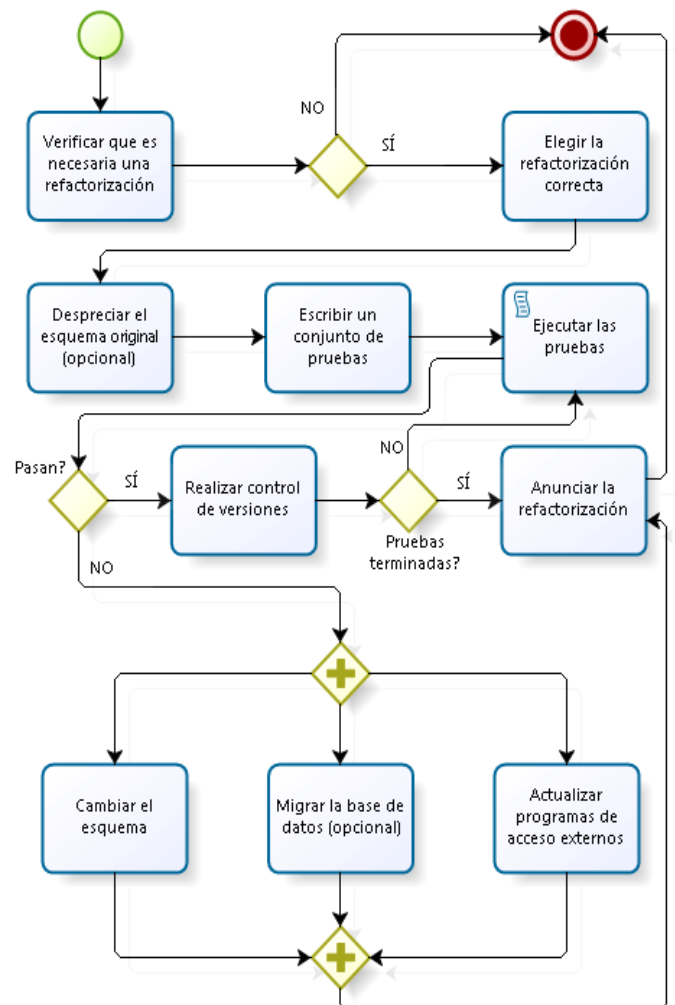 NO
SÍ
Verificar que es
necesaria una
refactorización
Elegir la
refactorización
correcta
Despreciar el
esquema original
(opcional)
Escribir un
conjunto de
pruebas
Ejecutar las
pruebas
Pasan?
SÍ
Realizar control
de versiones
NO
SÍ
Anunciar la
refactorización
Pruebas
terminadas?
NO
Cambiar el
esquema
Migrar la base de
datos (opcional)
Actualizar
programas de
acceso externos